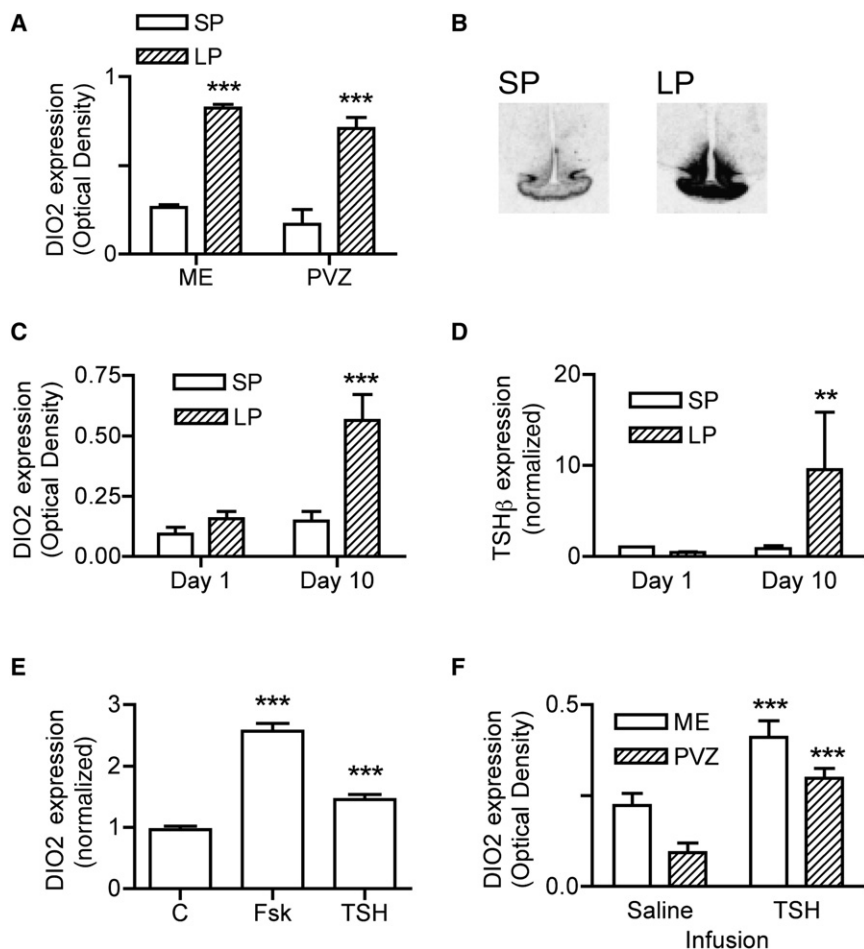 A
SP
LP
DIO2 expression
(Optical Density)
1
0
***
***
ME PVZ
B
SP LP
C
DIO2 expression
(Optical Density)
0.75
0.50
0.25
0.00
SP
LP
***
Day 1 Day 10
D
TSHβ expression
(normalized)
20
10
0
SP
LP
**
Day 1 Day 10
E
DIO2 expression
(normalized)
3
2
1
0
***
***
C Fsk TSH
F
DIO2 expression
(Optical Density)
0.5
0.0
ME
PVZ
***
***
Saline TSH
Infusion